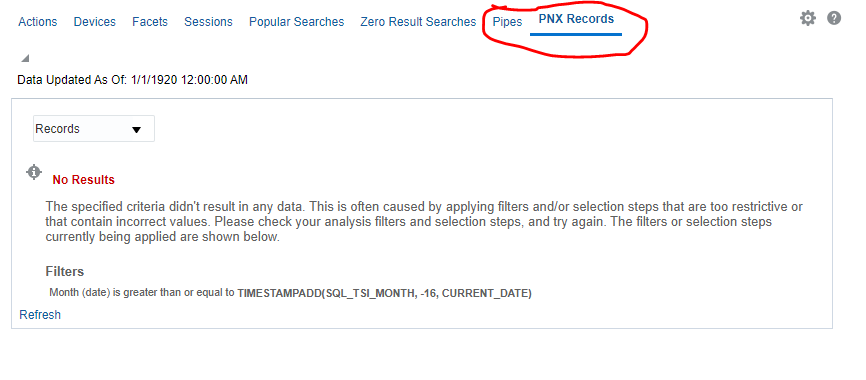 Actions Devices Facets Sessions Popular Searches Zero Result Searches Pipes PNX Records
Data Updated As Of: 1/1/1920 12:00:00 AM
Records
No Results
The specified criteria didn't result in any data. This is often caused by applying filters and/or selection steps that are too restrictive or
that contain incorrect values. Please check your analysis filters and selection steps, and try again. The filters or selection steps
currently being applied are shown below.
Filters
Month (date) is greater than or equal to TIMESTAMPADD(SQL_TSI_MONTH, -16, CURRENT_DATE)
Refresh